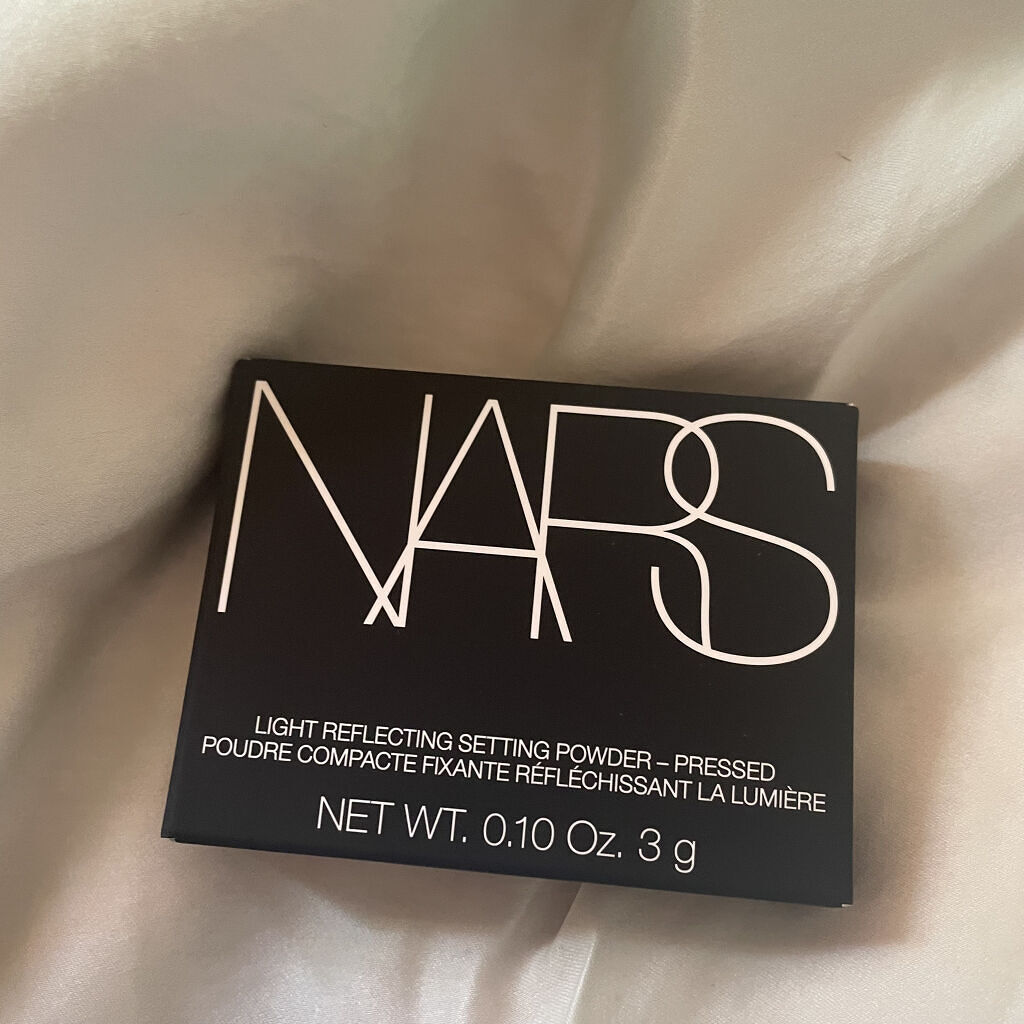 NARS
LIGHT REFLECTING SETTING POWDER – PRESSED
POUDRE COMPACTE FIXANTE RÉFLÉCHISSANT LA LUMIÈRE
NET WT. 0.10 Oz. 3 g